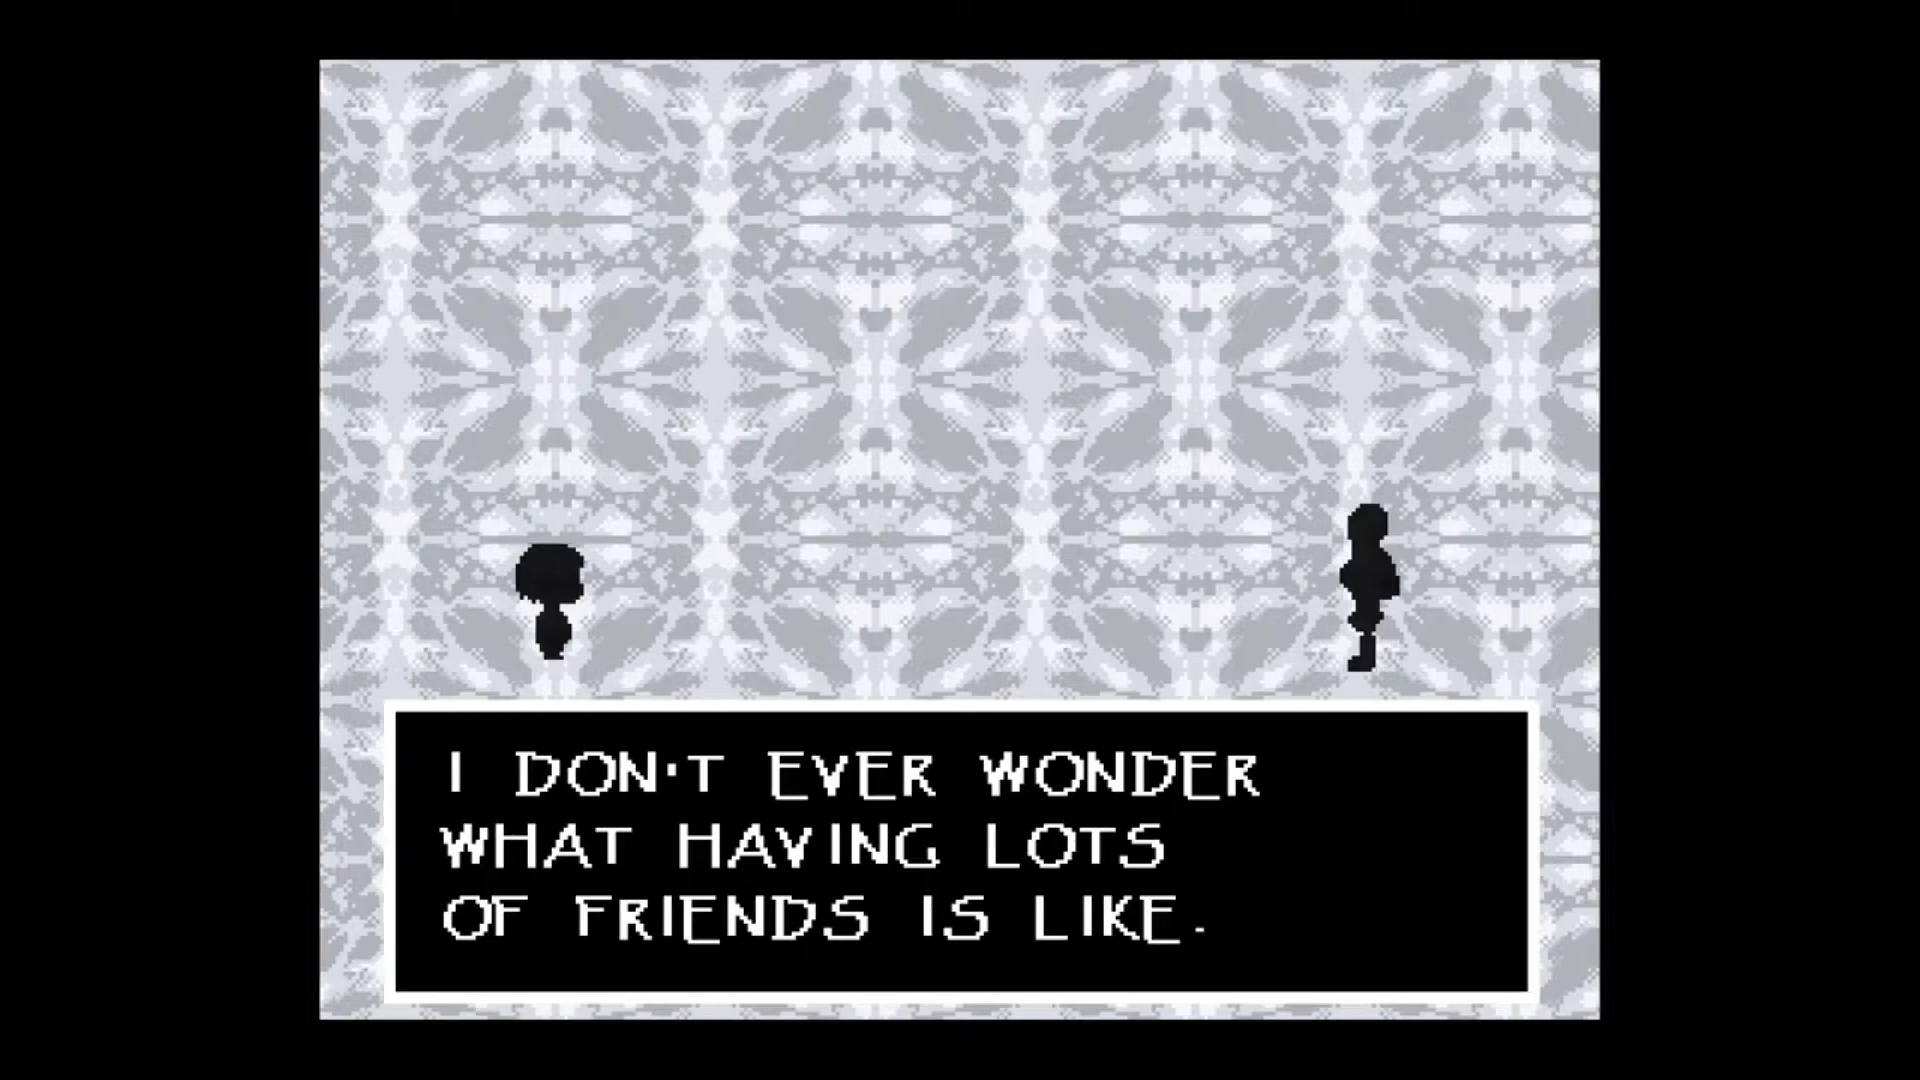 I DON'T EVER WONDER
WHAT HAVING LOTS
OF FRIENDS IS LIKE.